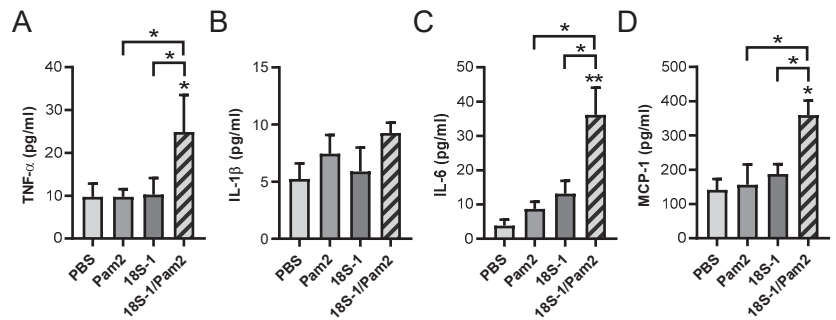 A
TNF-α (pg/ml)
40
30
20
10
0
*
*
*
PBS
Pam2
18S-1
18S-1/Pam2
B
IL-1β (pg/ml)
15
10
5
0
PBS
Pam2
18S-1
18S-1/Pam2
C
IL-6 (pg/ml)
50
40
30
20
10
0
*
*
**
PBS
Pam2
18S-1
18S-1/Pam2
D
MCP-1 (pg/ml)
500
400
300
200
100
0
*
*
*
PBS
Pam2
18S-1
18S-1/Pam2